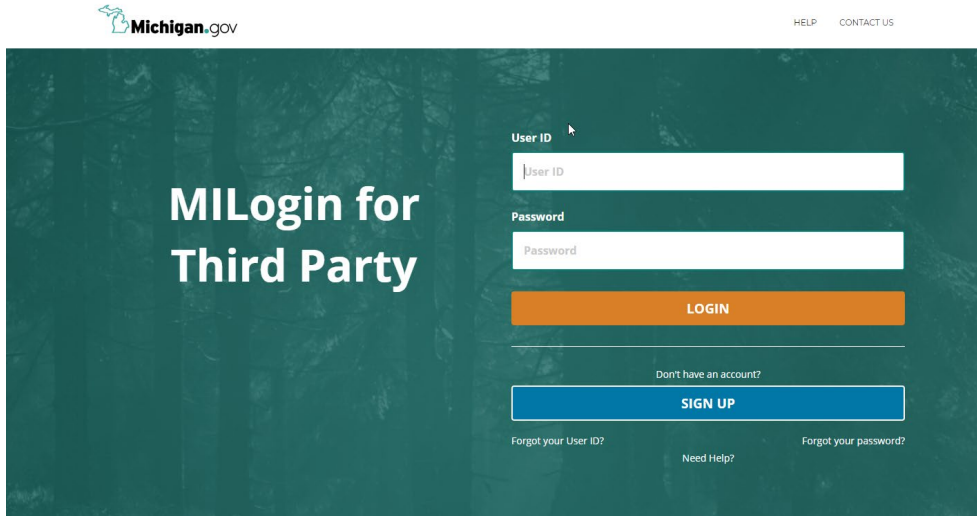 Michigan.gov
HELP CONTACT US
MILogin for
Third Party
User ID
User ID
Password
Password
LOGIN
Don't have an account?
SIGN UP
Forgot your User ID? Forgot your password?
Need Help?